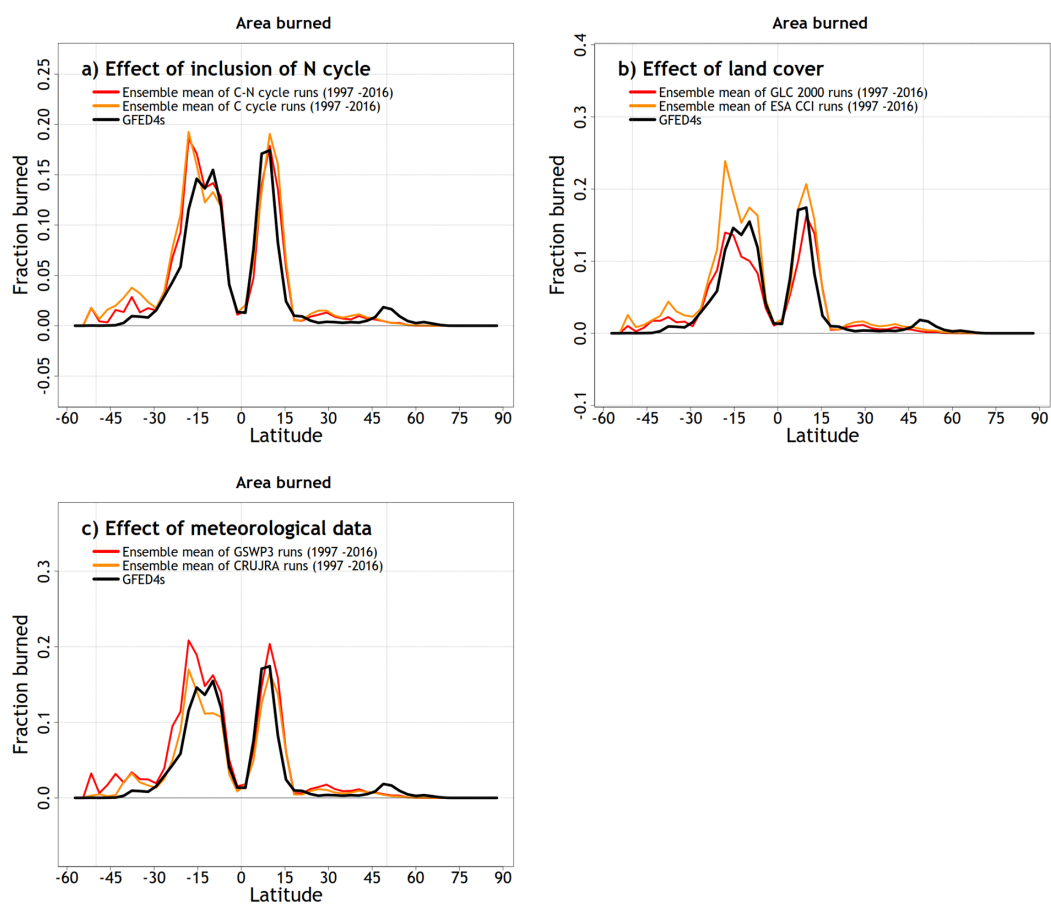 Area burned
a) Effect of inclusion of N cycle
Ensemble mean of C-N cycle runs (1997 -2016)
Ensemble mean of C cycle runs (1997 -2016)
GFED4s
Fraction burned
0.25
0.20
0.15
0.10
0.05
0.00
-0.05
-60 -45 -30 -15 0 15 30 45 60 75 90
Latitude
Area burned
b) Effect of land cover
Ensemble mean of GLC 2000 runs (1997 -2016)
Ensemble mean of ESA CCI runs (1997 -2016)
GFED4s
Fraction burned
0.4
0.3
0.2
0.1
0.0
-0.1
-60 -45 -30 -15 0 15 30 45 60 75 90
Latitude
Area burned
c) Effect of meteorological data
Ensemble mean of GSWP3 runs (1997 -2016)
Ensemble mean of CRUJRA runs (1997 -2016)
GFED4s
Fraction burned
0.3
0.2
0.1
0.0
-60 -45 -30 -15 0 15 30 45 60 75 90
Latitude